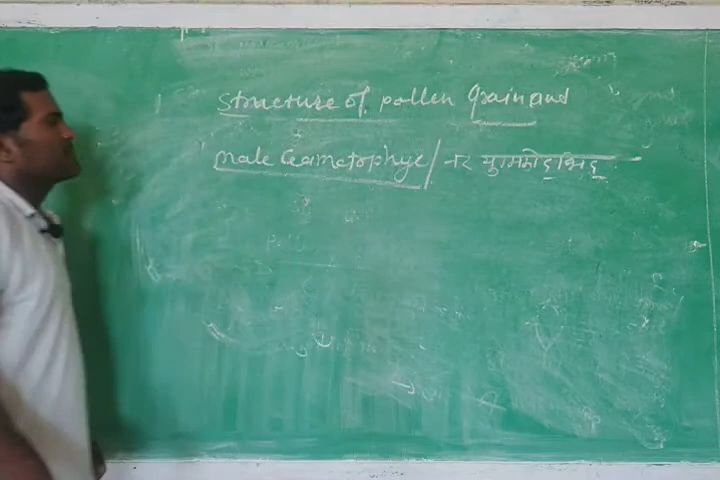 Structure of pollen Grain and
male Gametophye / नर युग्मकोद्भिद्